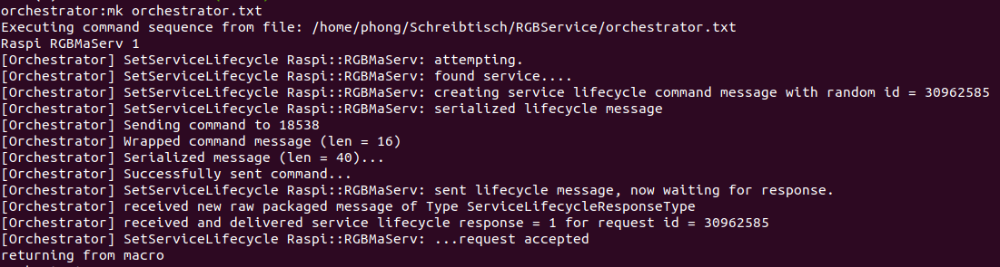 orchestrator:mk orchestrator.txt
Executing command sequence from file: /home/phong/Schreibtisch/RGBService/orchestrator.txt
Raspi RGBMaServ 1
[Orchestrator] SetServiceLifecycle Raspi::RGBMaServ: attempting.
[Orchestrator] SetServiceLifecycle Raspi::RGBMaServ: found service....
[Orchestrator] SetServiceLifecycle Raspi::RGBMaServ: creating service lifecycle command message with random id = 30962585
[Orchestrator] SetServiceLifecycle Raspi::RGBMaServ: serialized lifecycle message
[Orchestrator] Sending command to 18538
[Orchestrator] Wrapped command message (len = 16)
[Orchestrator] Serialized message (len = 40)...
[Orchestrator] Successfully sent command...
[Orchestrator] SetServiceLifecycle Raspi::RGBMaServ: sent lifecycle message, now waiting for response.
[Orchestrator] received new raw packaged message of Type ServiceLifecycleResponseType
[Orchestrator] received and delivered service lifecycle response = 1 for request id = 30962585
[Orchestrator] SetServiceLifecycle Raspi::RGBMaServ: ...request accepted
returning from macro